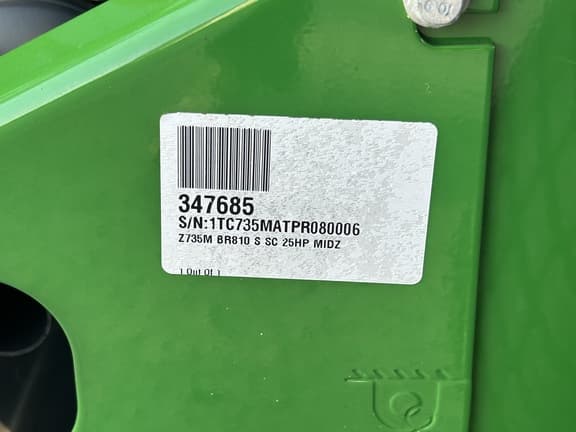 347685
S/N:1TC735MATPR080006
Z735M BR810 S SC 25HP MIDZ
1 Out Of 1